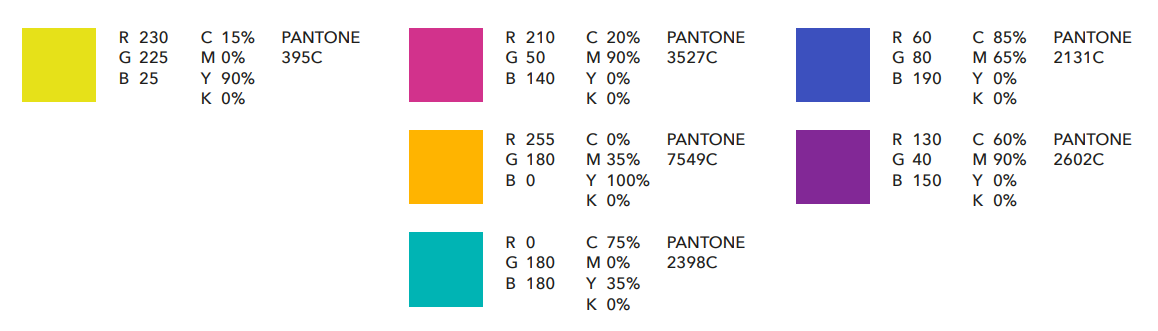 R 230 C 15% PANTONE
G 225 M 0% 395C
B 25 Y 90%
K 0%
R 210 C 20% PANTONE
G 50 M 90% 3527C
B 140 Y 0%
K 0%
R 60 C 85% PANTONE
G 80 M 65% 2131C
B 190 Y 0%
K 0%
R 255 C 0% PANTONE
G 180 M 35% 7549C
B 0 Y 100%
K 0%
R 130 C 60% PANTONE
G 40 M 90% 2602C
B 150 Y 0%
K 0%
R 0 C 75% PANTONE
G 180 M 0% 2398C
B 180 Y 35%
K 0%